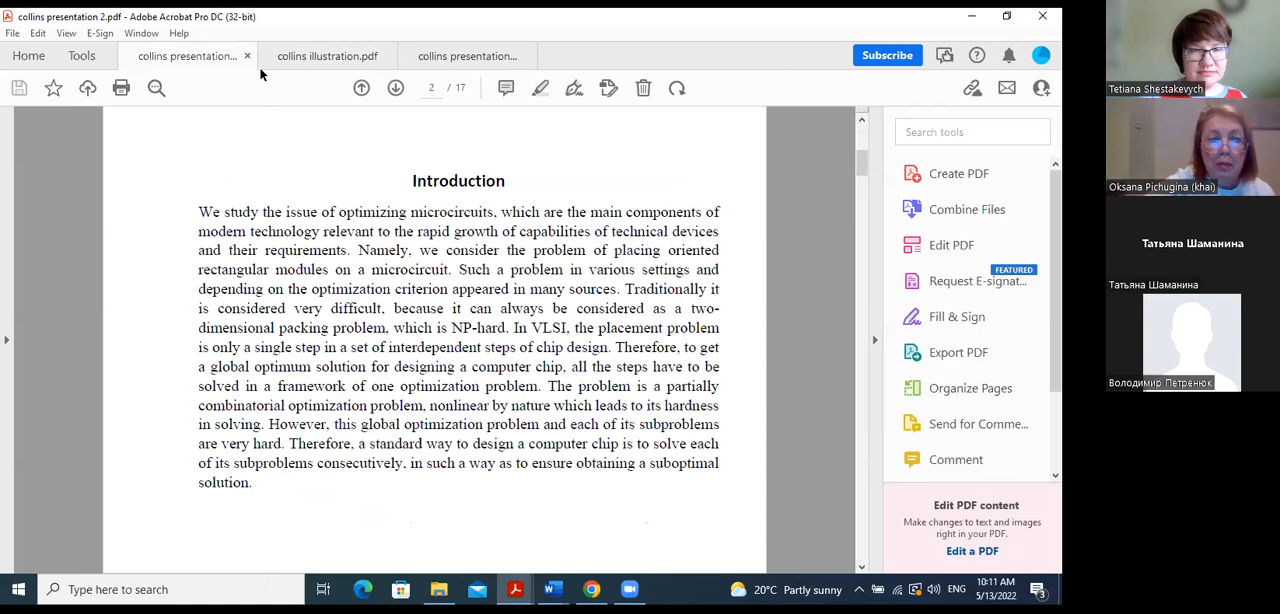 collins presentation 2.pdf - Adobe Acrobat Pro DC (32-bit)
File Edit View E-Sign Window Help
Home Tools collins presentation... × collins illustration.pdf collins presentation... Subscribe
2 / 17
Introduction
We study the issue of optimizing microcircuits, which are the main components of
modern technology relevant to the rapid growth of capabilities of technical devices
and their requirements. Namely, we consider the problem of placing oriented
rectangular modules on a microcircuit. Such a problem in various settings and
depending on the optimization criterion appeared in many sources. Traditionally it
is considered very difficult, because it can always be considered as a two-
dimensional packing problem, which is NP-hard. In VLSI, the placement problem
is only a single step in a set of interdependent steps of chip design. Therefore, to get
a global optimum solution for designing a computer chip, all the steps have to be
solved in a framework of one optimization problem. The problem is a partially
combinatorial optimization problem, nonlinear by nature which leads to its hardness
in solving. However, this global optimization problem and each of its subproblems
are very hard. Therefore, a standard way to design a computer chip is to solve each
of its subproblems consecutively, in such a way as to ensure obtaining a suboptimal
solution.
Search tools
Create PDF
Combine Files
Edit PDF
FEATURED
Request E-signat...
Fill & Sign
Export PDF
Organize Pages
Send for Comme...
Comment
Edit PDF content
Make changes to text and images
right in your PDF.
Edit a PDF
Tetiana Shestakevych
Oksana Pichugina (khai)
Татьяна Шаманина
Татьяна Шаманина
Володимир Петренюк
Type here to search
20°C Partly sunny
ENG
10:11 AM
5/13/2022
3